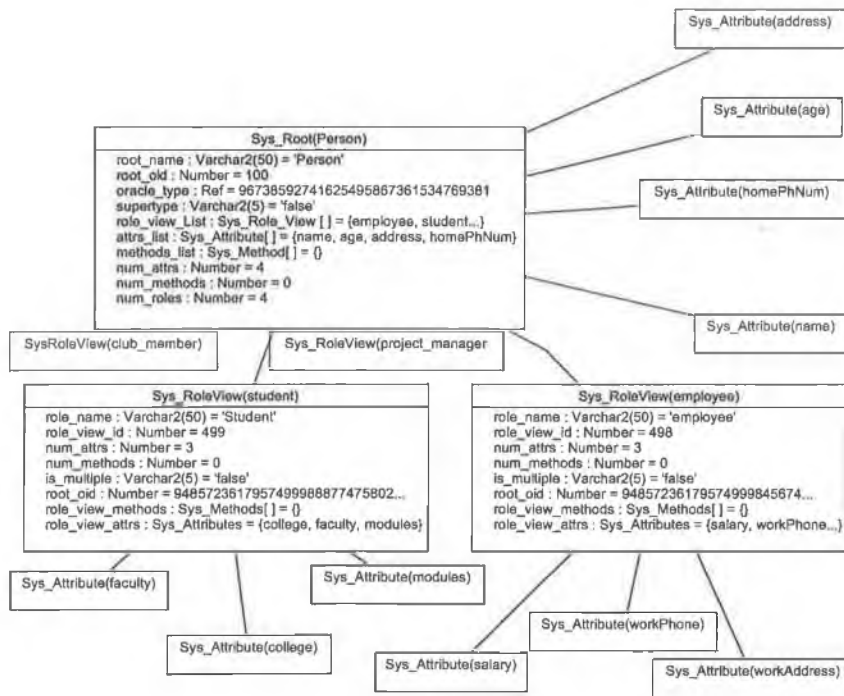 Sys_Attribute(address)
Sys_Attribute(age)
Sys_Attribute(homePhNum)
Sys_Attribute(name)
Sys_Root(Person)
root_name : Varchar2(50) = 'Person'
root_oid : Number = 100
oracle_type : Ref = 96738592741625495867361534769381
supertype : Varchar2(5) = 'false'
role_view_List : Sys_Role_View [ ] = {employee, student...}
attrs_list : Sys_Attribute[ ] = {name, age, address, homePhNum}
methods_list : Sys_Method[ ] = {}
num_attrs : Number = 4
num_methods : Number = 0
num_roles : Number = 4
SysRoleView(club_member)
Sys_RoleView(project_manager
Sys_RoleView(student)
role_name : Varchar2(50) = 'Student'
role_view_id : Number = 499
num_attrs : Number = 3
num_methods : Number = 0
is_multiple : Varchar2(5) = 'false'
root_oid : Number = 94857236179574999888774758 02...
role_view_methods : Sys_Methods[ ] = {}
role_view_attrs : Sys_Attributes = {college, faculty, modules}
Sys_RoleView(employee)
role_name : Varchar2(50) = 'employee'
role_view_id : Number = 498
num_attrs : Number = 3
num_methods : Number = 0
is_multiple : Varchar2(5) = 'false'
root_oid : Number = 94857236179574999845674...
role_view_methods : Sys_Methods[ ] = {}
role_view_attrs : Sys_Attributes = {salary, workPhone...}
Sys_Attribute(faculty)
Sys_Attribute(modules)
Sys_Attribute(college)
Sys_Attribute(workPhone)
Sys_Attribute(salary)
Sys_Attribute(workAddress)